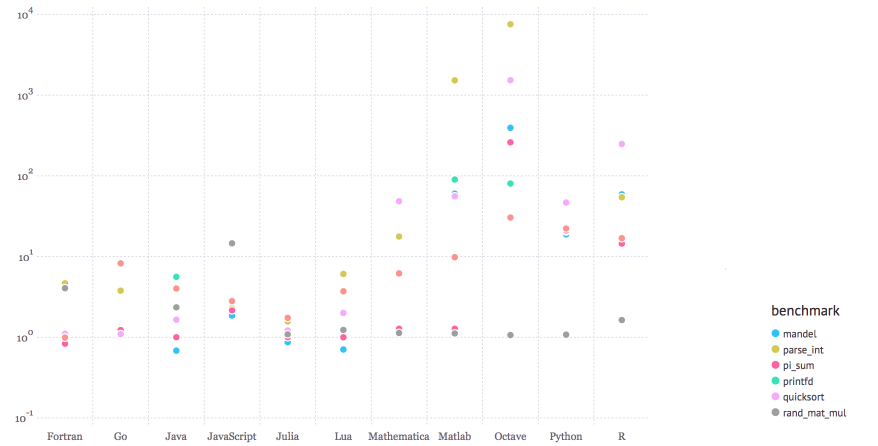 10^4
10^3
10^2
10^1
10^0
10^-1
Fortran Go Java JavaScript Julia Lua Mathematica Matlab Octave Python R
benchmark
mandel
parse_int
pi_sum
printfd
quicksort
rand_mat_mul